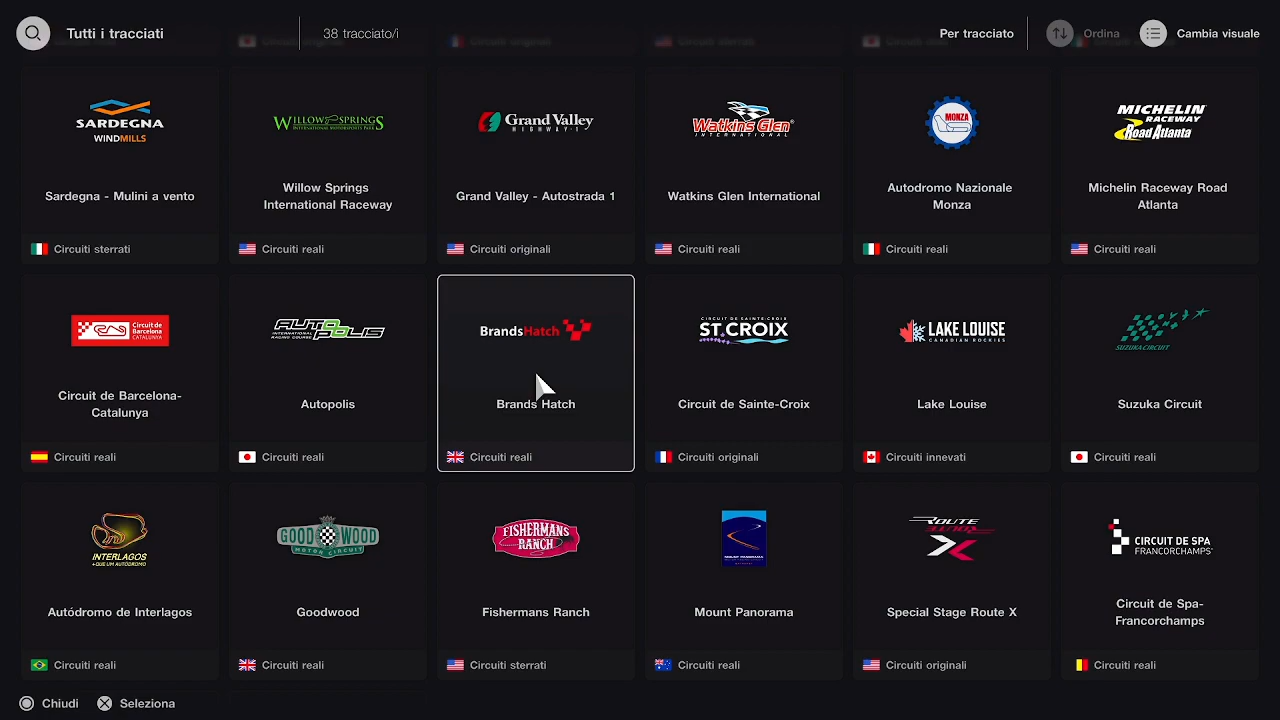 Tutti i tracciati
38 tracciato/i
Per tracciato
Ordina
Cambia visuale
SARDEGNA
WINDMILLS
Sardegna - Mulini a vento
Circuiti sterrati
WILLOW SPRINGS
INTERNATIONAL MOTORSPORTS PARK
Willow Springs
International Raceway
Circuiti reali
Grand Valley
HIGHWAY·1
Grand Valley - Autostrada 1
Circuiti originali
Watkins Glen
INTERNATIONAL
Watkins Glen International
Circuiti reali
MONZA
Autodromo Nazionale
Monza
Circuiti reali
MICHELIN
RACEWAY
Road Atlanta
Michelin Raceway Road
Atlanta
Circuiti reali
Circuit de
Barcelona
CATALUNYA
Circuit de Barcelona-
Catalunya
Circuiti reali
AUTOPOLIS
INTERNATIONAL
RACING COURSE
Autopolis
Circuiti reali
BrandsHatch
Brands Hatch
Circuiti reali
CIRCUIT DE SAINTE-CROIX
ST.CROIX
Circuit de Sainte-Croix
Circuiti originali
LAKE LOUISE
CANADIAN ROCKIES
Lake Louise
Circuiti innevati
SUZUKA CIRCUIT
Suzuka Circuit
Circuiti reali
INTERLAGOS
+QUE UM AUTÓDROMO
Autódromo de Interlagos
Circuiti reali
GOODWOOD
MOTOR CIRCUIT
Goodwood
Circuiti reali
FISHERMANS
RANCH
Fishermans Ranch
Circuiti sterrati
MOUNT PANORAMA
Mount Panorama
Circuiti reali
ROUTE
Special Stage Route X
Circuiti originali
CIRCUIT DE SPA
FRANCORCHAMPS
Circuit de Spa-
Francorchamps
Circuiti reali
Chiudi
Seleziona